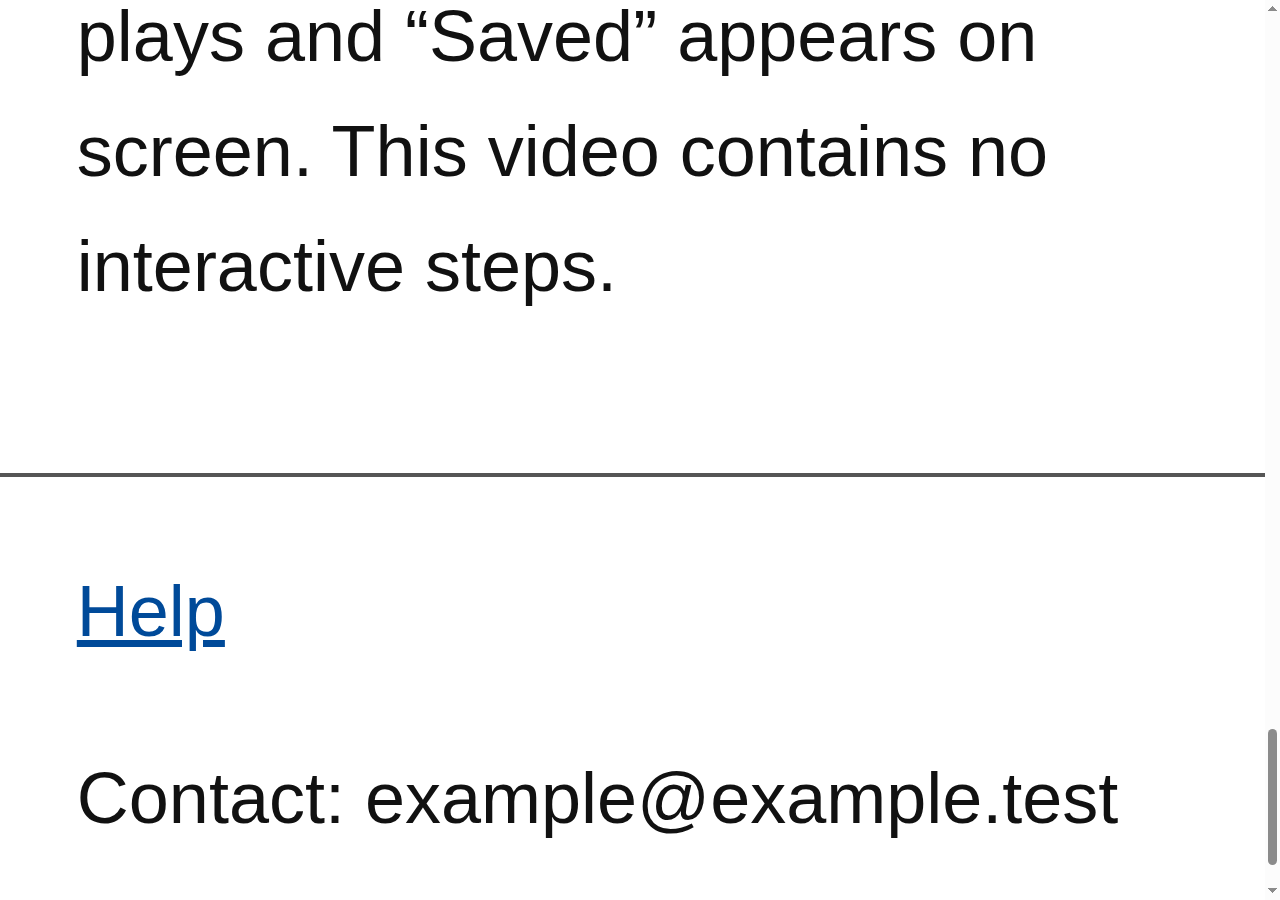 plays and “Saved” appears on
screen. This video contains no
interactive steps.
Help
Contact: example@example.test